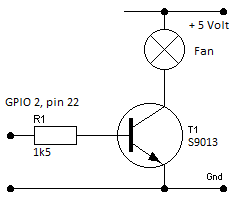 + 5 Volt
Fan
GPIO 2, pin 22
R1
1k5
T1
S9013
Gnd